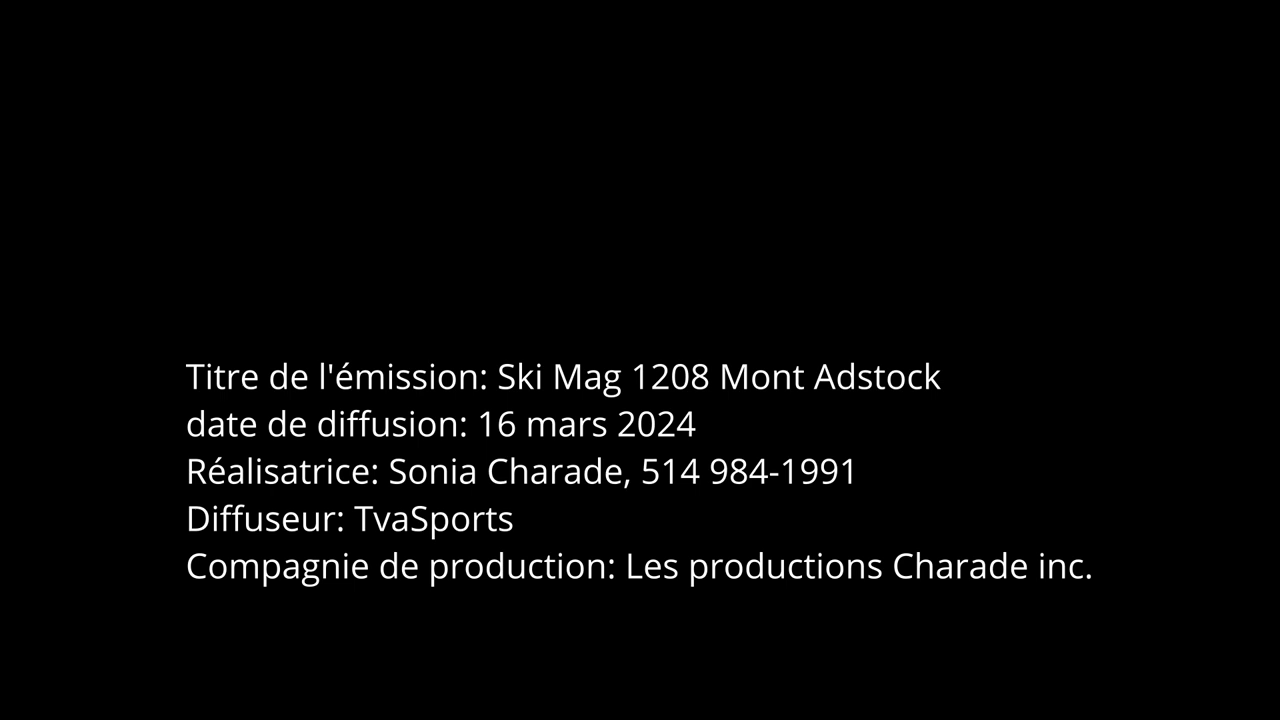 Titre de l'émission: Ski Mag 1208 Mont Adstock
date de diffusion: 16 mars 2024
Réalisatrice: Sonia Charade, 514 984-1991
Diffuseur: TvaSports
Compagnie de production: Les productions Charade inc.